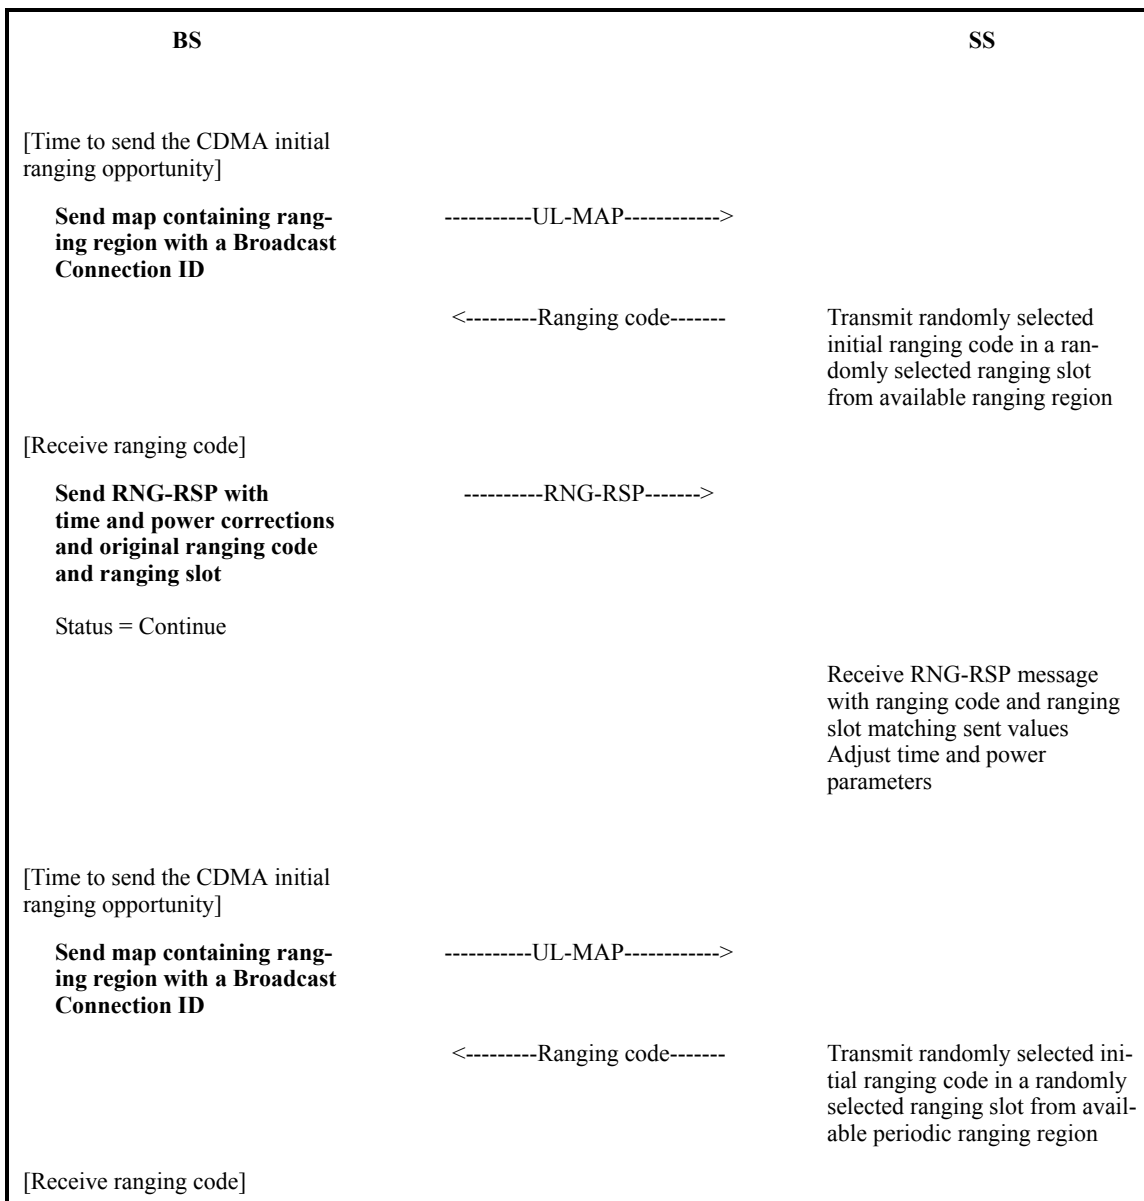 BS SS
[Time to send the CDMA initial
ranging opportunity]
Send map containing rang-
ing region with a Broadcast
Connection ID
-----------UL-MAP------------>
<---------Ranging code-------
Transmit randomly selected
initial ranging code in a ran-
domly selected ranging slot
from available ranging region
[Receive ranging code]
Send RNG-RSP with
time and power corrections
and original ranging code
and ranging slot
----------RNG-RSP------->
Status = Continue
Receive RNG-RSP message
with ranging code and ranging
slot matching sent values
Adjust time and power
parameters
[Time to send the CDMA initial
ranging opportunity]
Send map containing rang-
ing region with a Broadcast
Connection ID
-----------UL-MAP------------>
<---------Ranging code-------
Transmit randomly selected ini-
tial ranging code in a randomly
selected ranging slot from avail-
able periodic ranging region
[Receive ranging code]